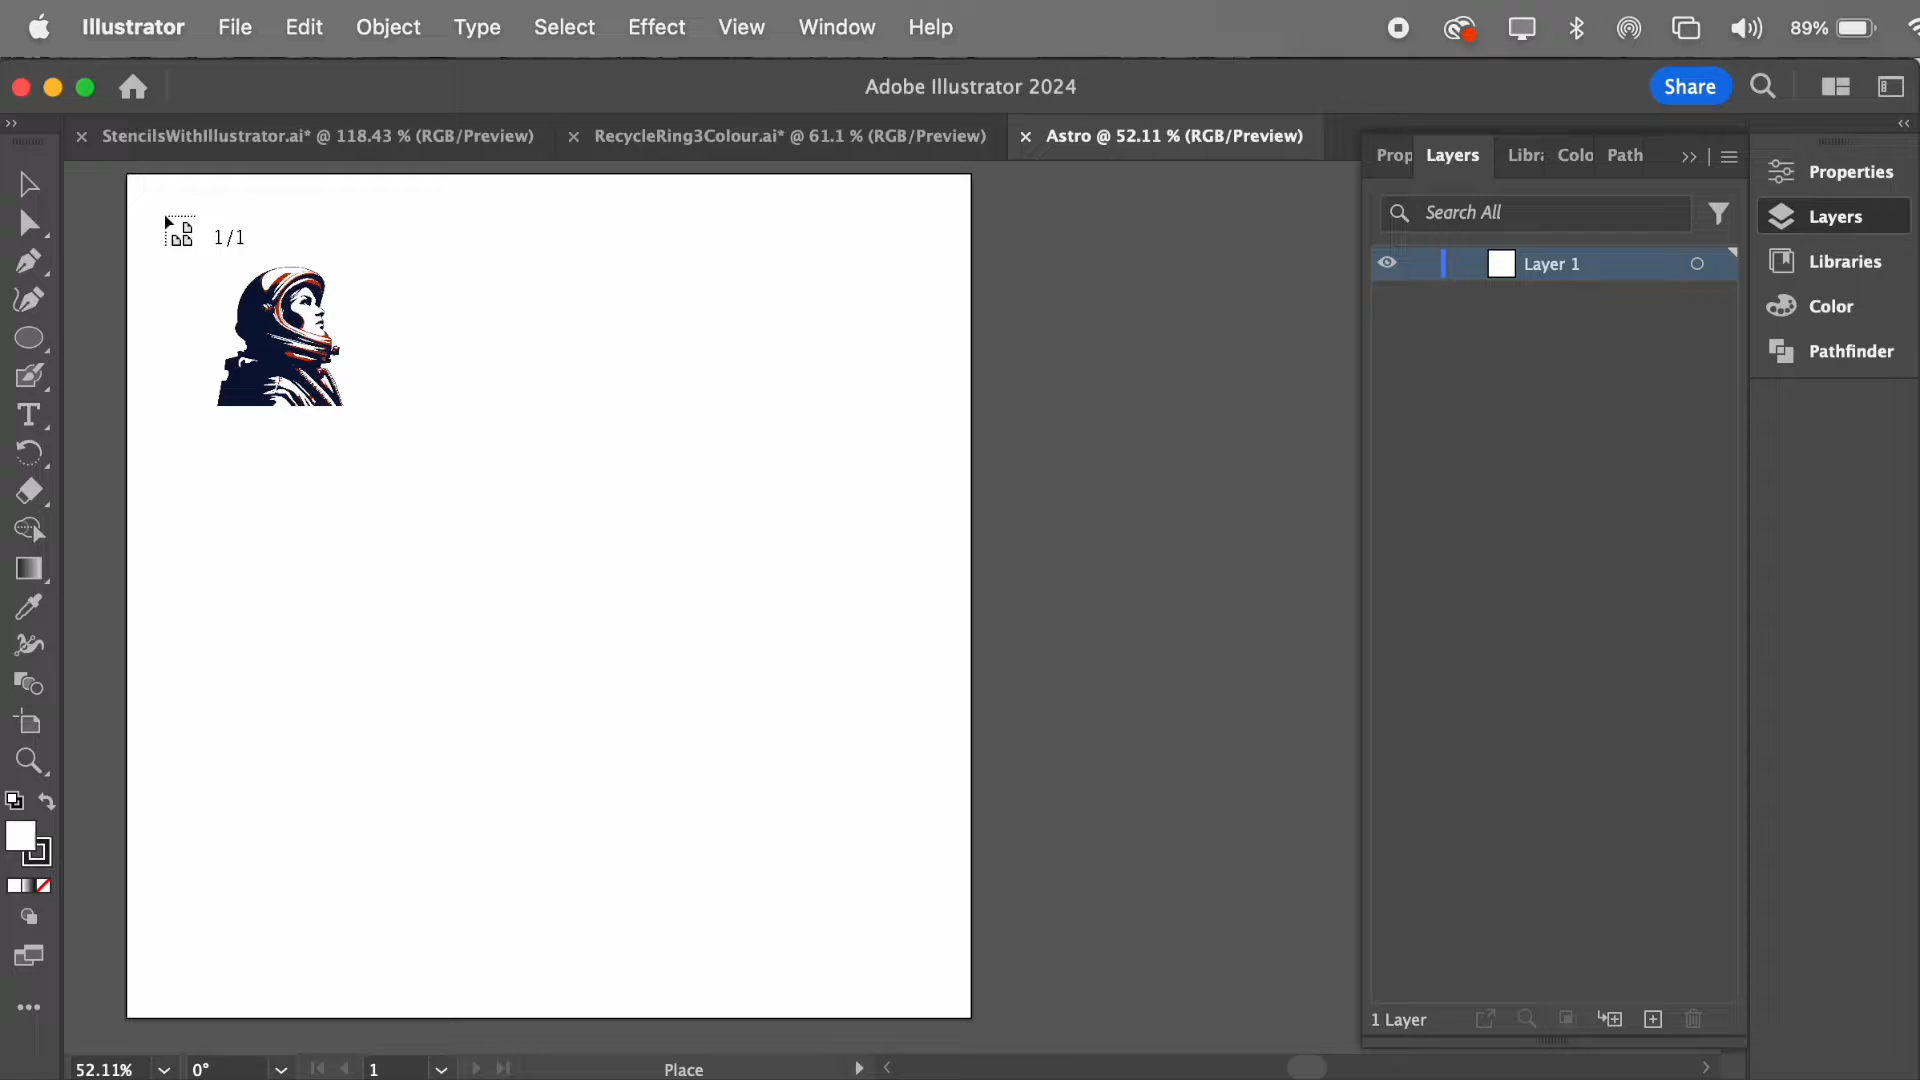 Illustrator File Edit Object Type Select Effect View Window Help 89%
Adobe Illustrator 2024 Share
StencilsWithIllustrator.ai* @ 118.43 % (RGB/Preview) RecycleRing3Colour.ai* @ 61.1 % (RGB/Preview) Astro @ 52.11 % (RGB/Preview)
Prop Layers Libra Colo Path
Properties
Search All
Layers
1/1
Layer 1
Libraries
Color
Pathfinder
1 Layer
52.11% 0° 1 Place